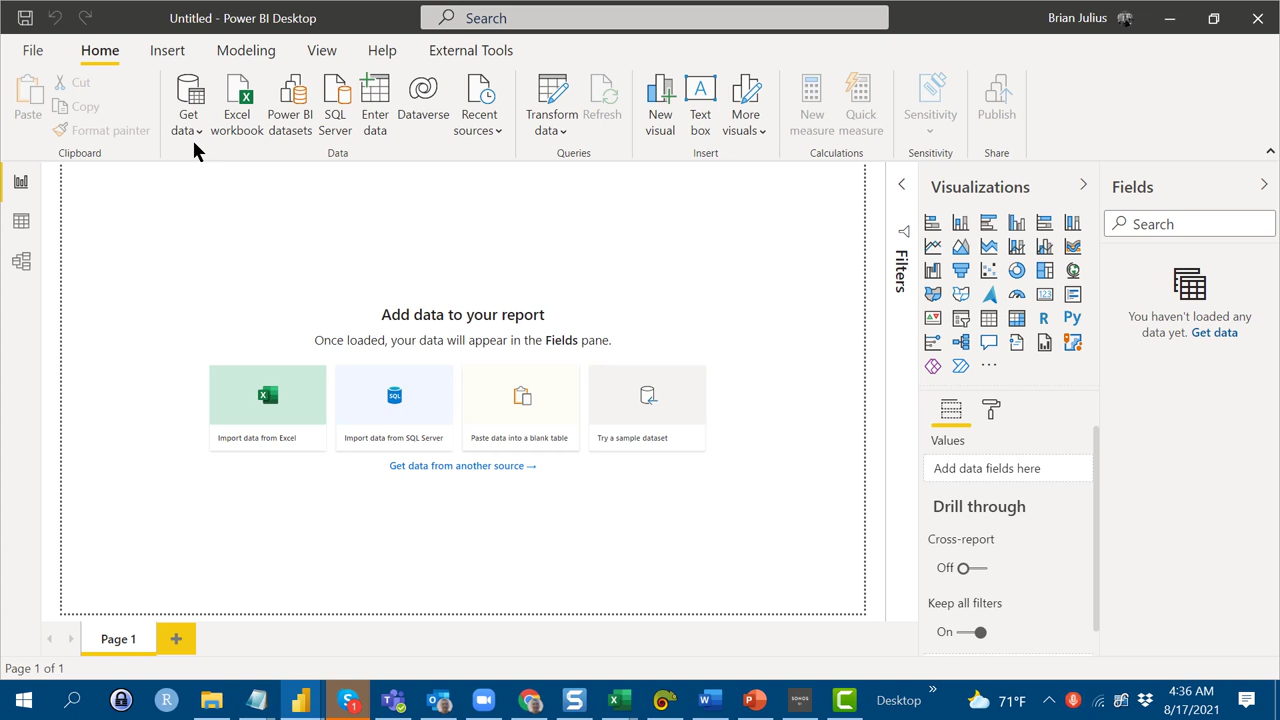 Untitled - Power BI Desktop
Search
Brian Julius
File
Home
Insert
Modeling
View
Help
External Tools
Paste
Cut
Copy
Format painter
Clipboard
Get data
Excel workbook
Power BI datasets
SQL Server
Enter data
Dataverse
Recent sources
Data
Transform data
Refresh
Queries
New visual
Text box
More visuals
Insert
New measure
Quick measure
Calculations
Sensitivity
Sensitivity
Publish
Share
Add data to your report
Once loaded, your data will appear in the Fields pane.
SQL
Import data from Excel
Import data from SQL Server
Paste data into a blank table
Try a sample dataset
Get data from another source →
Filters
Visualizations
123
R
Py
Values
Add data fields here
Drill through
Cross-report
Off
Keep all filters
On
Fields
Search
You haven't loaded any
data yet. Get data
Page 1
Page 1 of 1
R
1
S
W
P
SONOS
C
Desktop
71°F
4:36 AM
8/17/2021